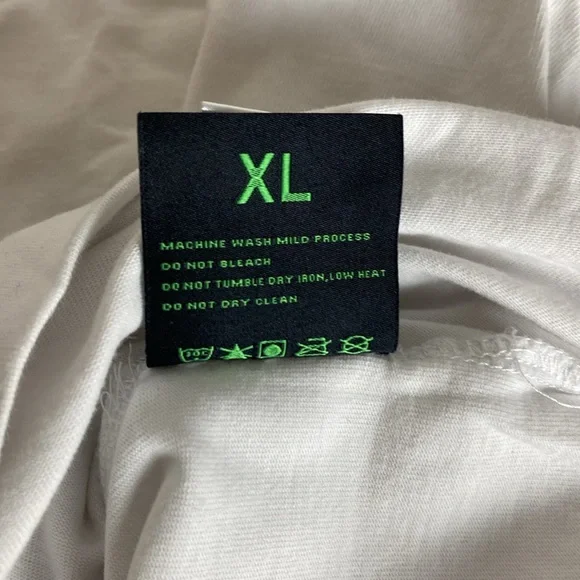 XL
MACHINE WASH/MILD PROCESS
DO NOT BLEACH
DO NOT TUMBLE DRY IRON,LOW HEAT
DO NOT DRY CLEAN
30C